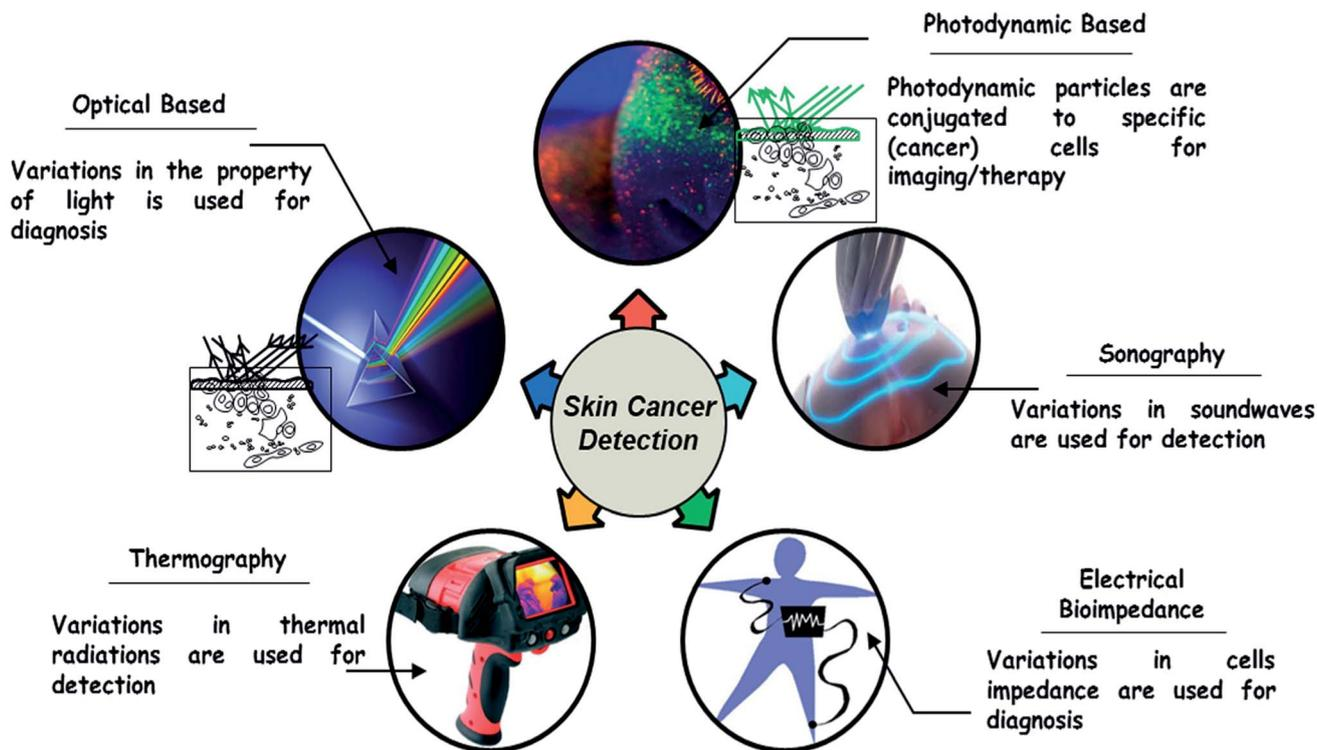 Photodynamic Based
Photodynamic particles are
conjugated to specific
(cancer) cells for
imaging/therapy
Optical Based
Variations in the property
of light is used for
diagnosis
Sonography
Variations in soundwaves
are used for detection
Skin Cancer
Detection
Thermography
Variations in thermal
radiations are used for
detection
Electrical
Bioimpedance
Variations in cells
impedance are used for
diagnosis